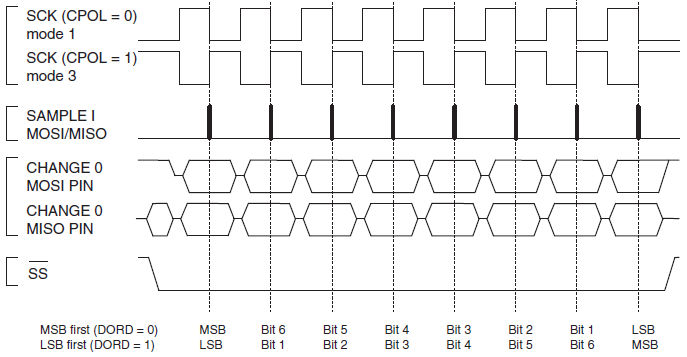 SCK (CPOL = 0)
mode 1
SCK (CPOL = 1)
mode 3
SAMPLE I
MOSI/MISO
CHANGE 0
MOSI PIN
CHANGE 0
MISO PIN
SS
MSB first (DORD = 0) MSB Bit 6 Bit 5 Bit 4 Bit 3 Bit 2 Bit 1 LSB
LSB first (DORD = 1) LSB Bit 1 Bit 2 Bit 3 Bit 4 Bit 5 Bit 6 MSB